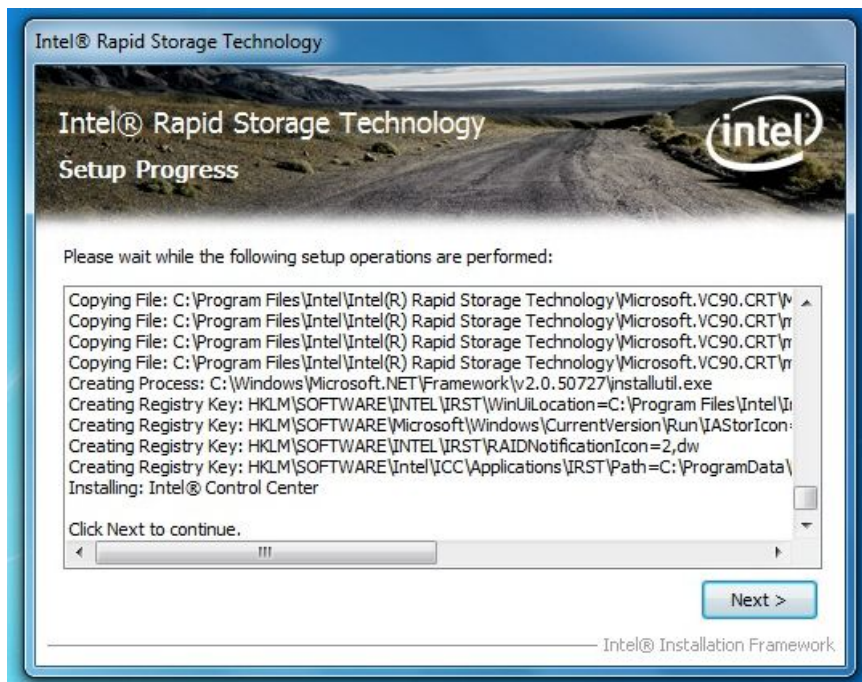 Intel® Rapid Storage Technology
Intel® Rapid Storage Technology
Setup Progress
intel
Please wait while the following setup operations are performed:
Copying File: C:\Program Files\Intel\Intel(R) Rapid Storage Technology\Microsoft.VC90.CRT\M
Copying File: C:\Program Files\Intel\Intel(R) Rapid Storage Technology\Microsoft.VC90.CRT\m
Copying File: C:\Program Files\Intel\Intel(R) Rapid Storage Technology\Microsoft.VC90.CRT\m
Copying File: C:\Program Files\Intel\Intel(R) Rapid Storage Technology\Microsoft.VC90.CRT\m
Creating Process: C:\Windows\Microsoft.NET\Framework\v2.0.50727\installutil.exe
Creating Registry Key: HKLM\SOFTWARE\INTEL\IRST\WinUiLocation=C:\Program Files\Intel\I
Creating Registry Key: HKLM\SOFTWARE\Microsoft\Windows\CurrentVersion\Run\IAStorIcon=
Creating Registry Key: HKLM\SOFTWARE\INTEL\IRST\RAIDNotificationIcon=2,dw
Creating Registry Key: HKLM\SOFTWARE\Intel\ICC\Applications\IRST\Path=C:\ProgramData\
Installing: Intel® Control Center
Click Next to continue.
Next >
Intel® Installation Framework